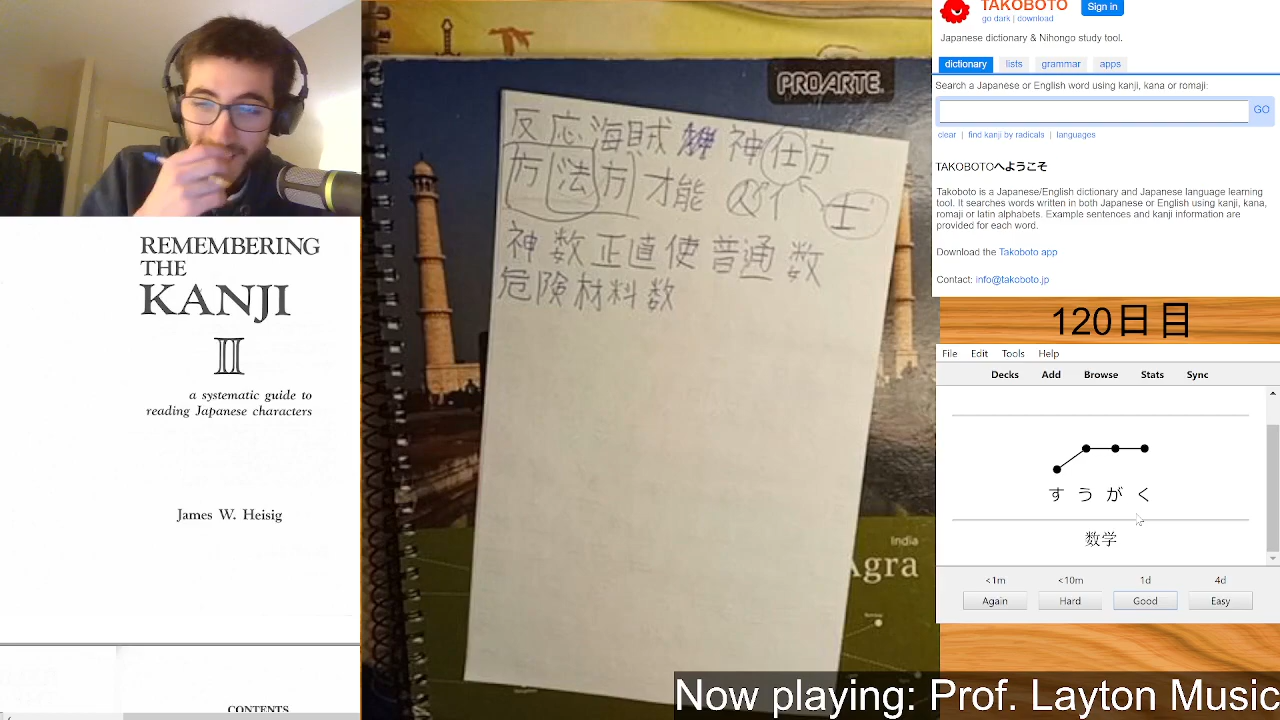 REMEMBERING
THE
KANJI
II
a systematic guide to
reading Japanese characters
James W. Heisig
CONTENTS
PROARTE
反応海賊 神仕方
方法方才能
士
神数正直使普通数
危険材料数
India
Agra
TAKOBOTO
Sign in
go dark | download
Japanese dictionary & Nihongo study tool.
dictionary lists grammar apps
Search a Japanese or English word using kanji, kana or romaji:
GO
clear | find kanji by radicals | languages
TAKOBOTOへようこそ
Takoboto is a Japanese/English dictionary and Japanese language learning
tool. It searches words written in both Japanese or English using kanji, kana,
romaji or latin alphabets. Example sentences and kanji information are
provided for each word.
Download the Takoboto app
Contact: info@takoboto.jp
120日目
File Edit Tools Help
Decks Add Browse Stats Sync
すうがく
数学
<1m <10m 1d 4d
Again Hard Good Easy
Now playing: Prof. Layton Music